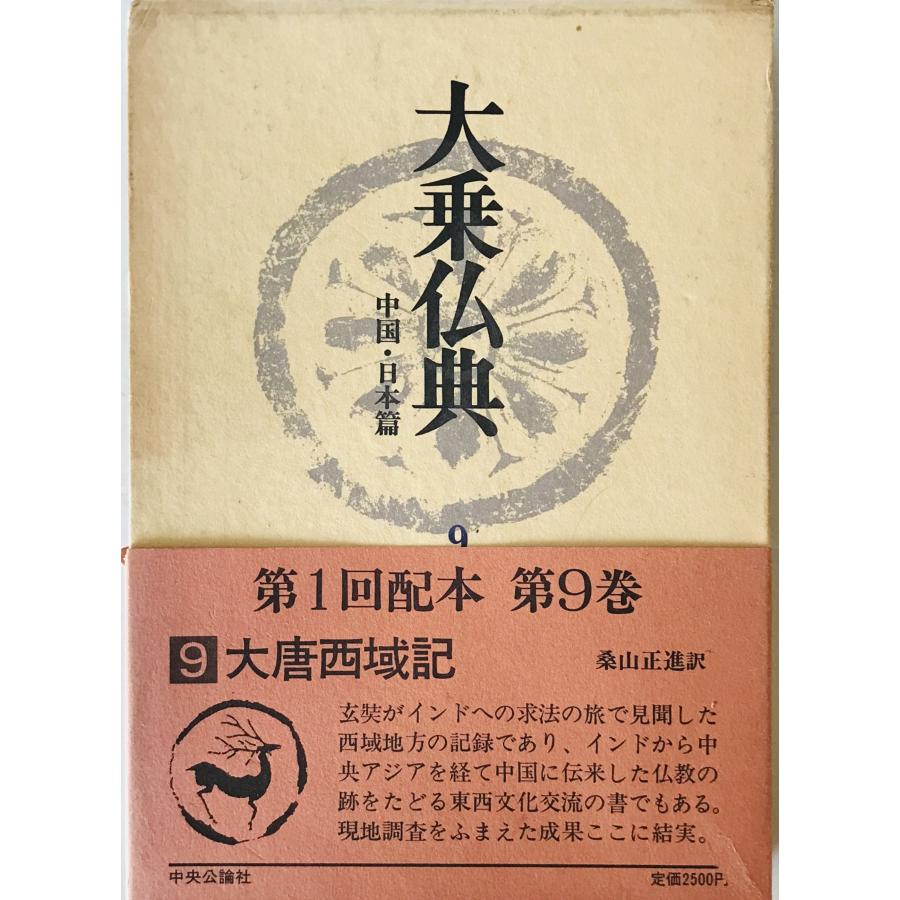 大乗仏典
中国・日本篇
9
第1回配本 第9巻
9 大唐西域記
桑山正進訳
玄奘がインドへの求法の旅で見聞した
西域地方の記録であり、インドから中
央アジアを経て中国に伝来した仏教の
跡をたどる東西文化交流の書でもある。
現地調査をふまえた成果ここに結実。
中央公論社
定価2500円